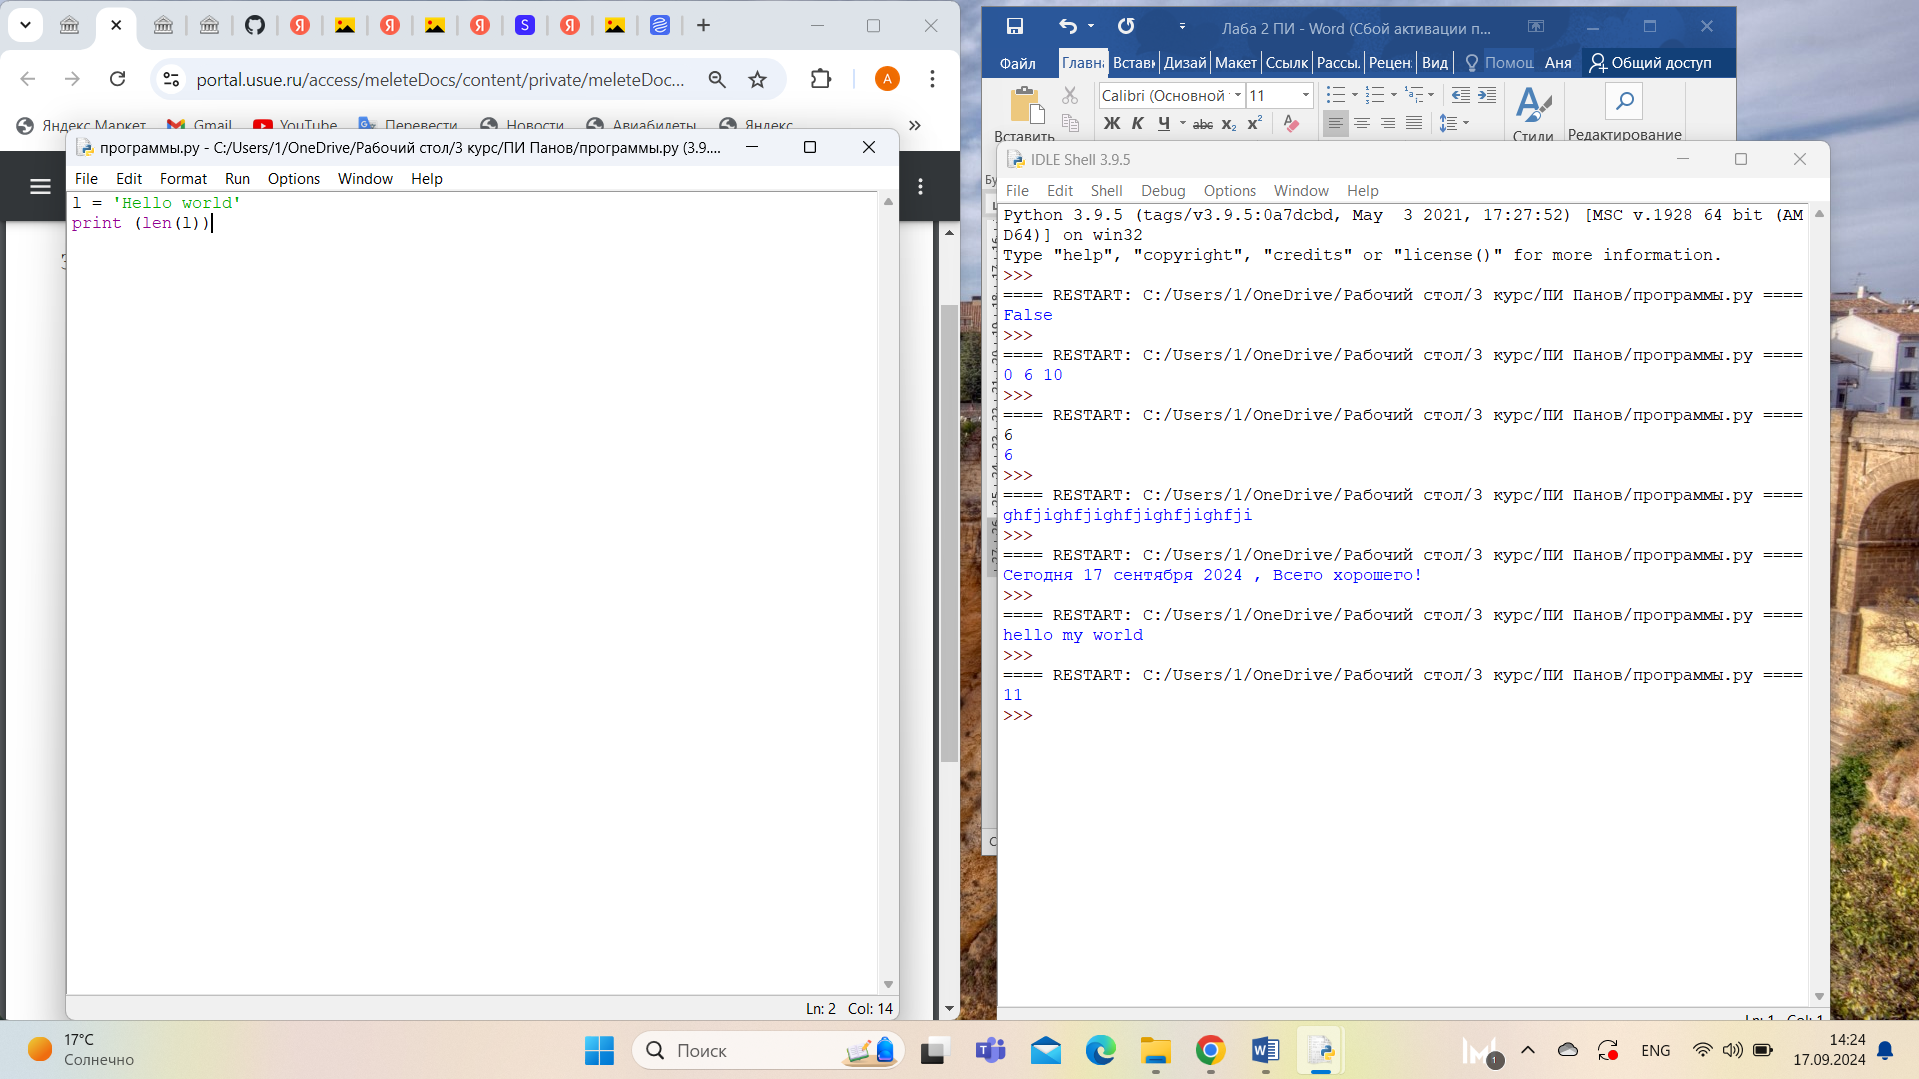 portal.usue.ru/access/meleteDocs/content/private/meleteDoc...
A
Яндекс Маркет
Gmail
YouTube
Перевести
Новости
Авиабилеты
Яндекс
программы.py - C:/Users/1/OneDrive/Рабочий стол/3 курс/ПИ Панов/программы.py (3.9....
File Edit Format Run Options Window Help
l = 'Hello world'
print (len(l))
Ln: 2 Col: 14
Лаба 2 ПИ - Word (Сбой активации п...
Файл Главна Вставк Дизай Макет Ссылк Рассыл Рецен Вид Помощ Аня Общий доступ
Calibri (Основной 11
Вставить
Ж К Ч abc x₂ x²
Стили
Редактирование
IDLE Shell 3.9.5
File Edit Shell Debug Options Window Help
Python 3.9.5 (tags/v3.9.5:0a7dcbd, May  3 2021, 17:27:52) [MSC v.1928 64 bit (AM
D64)] on win32
Type "help", "copyright", "credits" or "license()" for more information.
>>>
==== RESTART: C:/Users/1/OneDrive/Рабочий стол/3 курс/ПИ Панов/программы.py ====
False
>>>
==== RESTART: C:/Users/1/OneDrive/Рабочий стол/3 курс/ПИ Панов/программы.py ====
0 6 10
>>>
==== RESTART: C:/Users/1/OneDrive/Рабочий стол/3 курс/ПИ Панов/программы.py ====
6
6
>>>
==== RESTART: C:/Users/1/OneDrive/Рабочий стол/3 курс/ПИ Панов/программы.py ====
ghfjighfjighfjighfjighfji
>>>
==== RESTART: C:/Users/1/OneDrive/Рабочий стол/3 курс/ПИ Панов/программы.py ====
Сегодня 17 сентября 2024 , Всего хорошего!
>>>
==== RESTART: C:/Users/1/OneDrive/Рабочий стол/3 курс/ПИ Панов/программы.py ====
hello my world
>>>
==== RESTART: C:/Users/1/OneDrive/Рабочий стол/3 курс/ПИ Панов/программы.py ====
11
>>>
Ln: 1 Col: 1
17°C
Солнечно
Поиск
ENG
14:24
17.09.2024